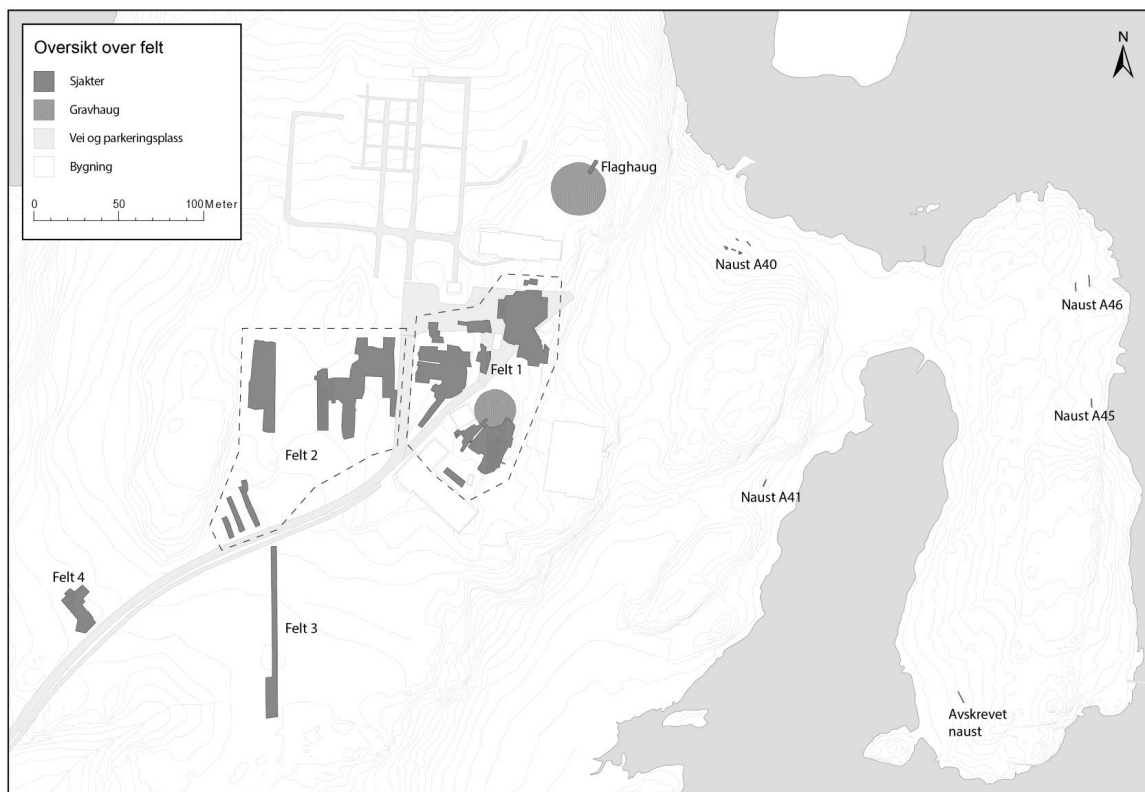 Oversikt over felt
Sjakter
Gravhaug
Vei og parkeringsplass
Bygning
0 50 100 Meter
N
Flaghaug
Naust A40
Naust A46
Felt 1
Naust A45
Felt 2
Naust A41
Felt 4
Felt 3
Avskrevet
naust